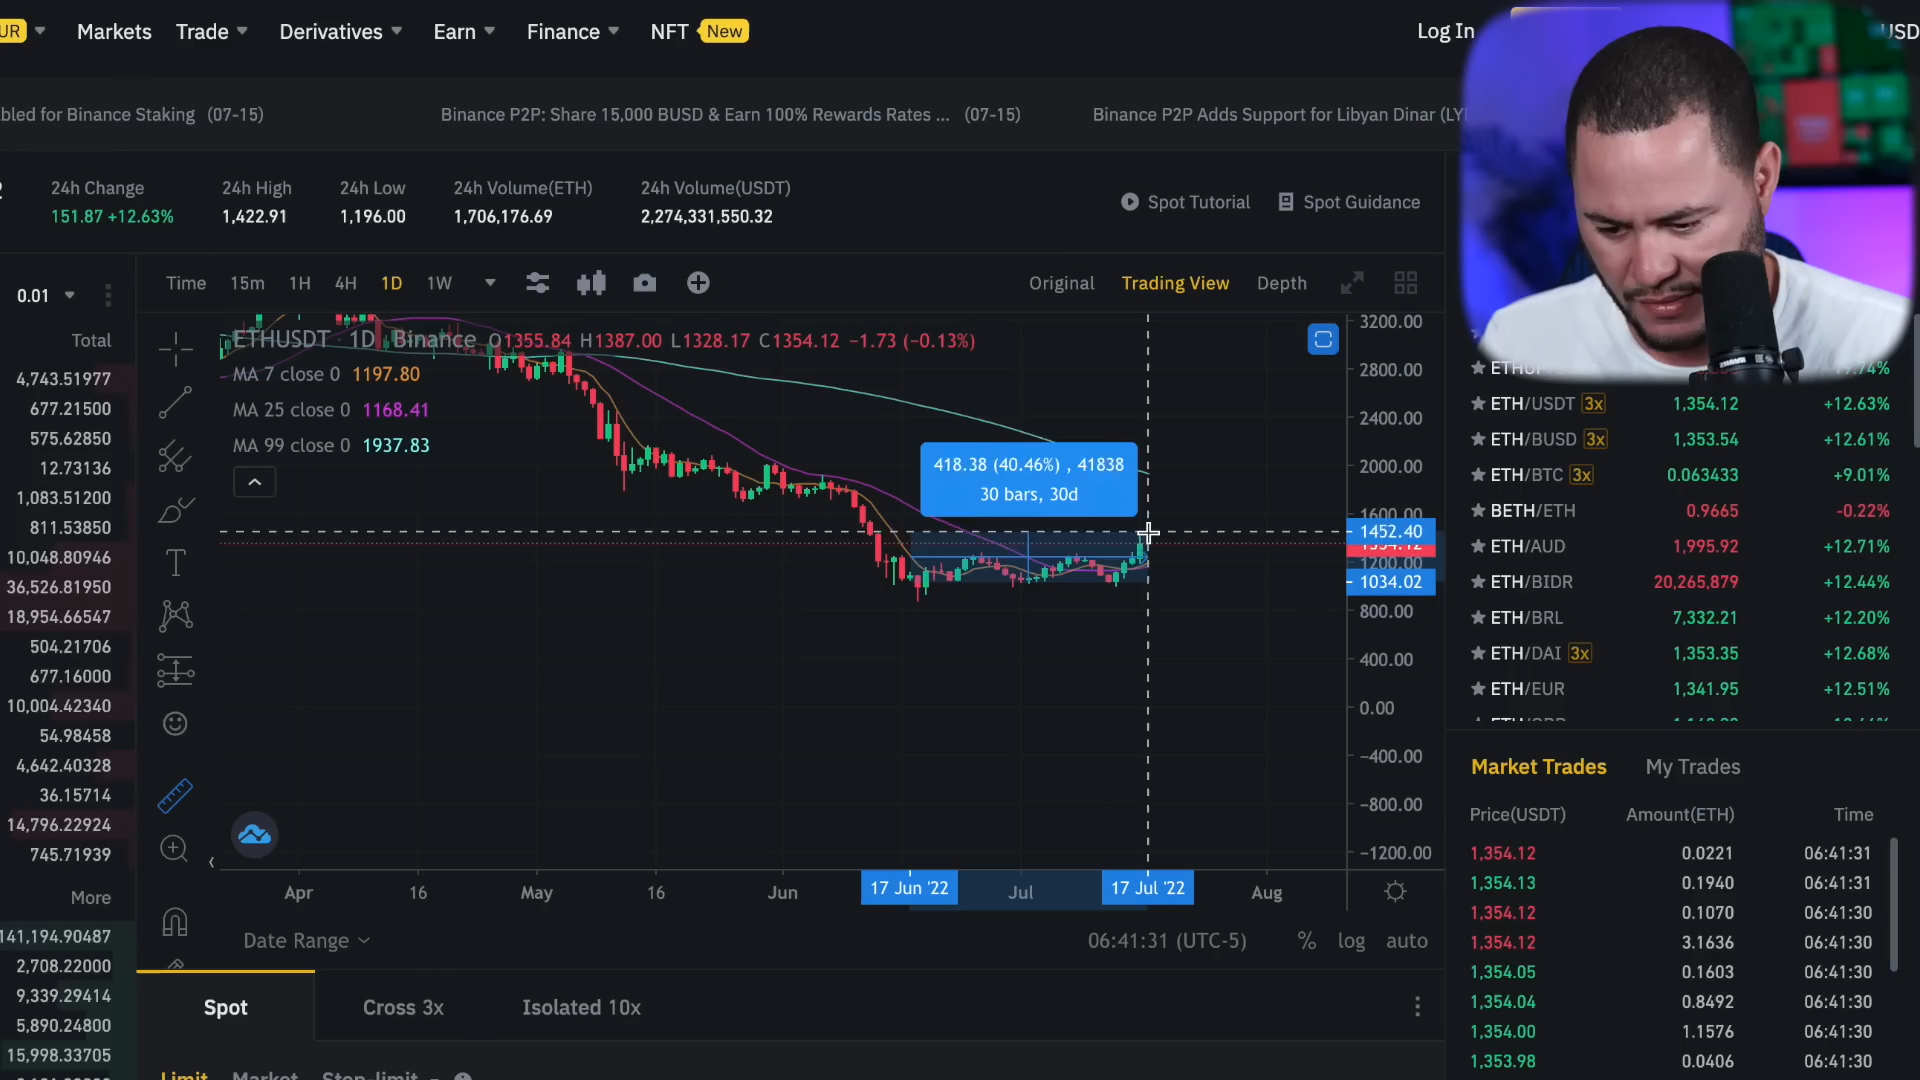 UR Markets Trade Derivatives Earn Finance NFT New Log In USD
bled for Binance Staking (07-15) Binance P2P: Share 15,000 BUSD & Earn 100% Rewards Rates ... (07-15) Binance P2P Adds Support for Libyan Dinar (LY
24h Change 24h High 24h Low 24h Volume(ETH) 24h Volume(USDT)
151.87 +12.63% 1,422.91 1,196.00 1,706,176.69 2,274,331,550.32
Spot Tutorial Spot Guidance
0.01
Total
4,743.51977
677.21500
575.62850
12.73136
1,083.51200
811.53850
10,048.80946
36,526.81950
18,954.66547
504.21706
677.16000
10,004.42340
54.98458
4,642.40328
36.15714
14,796.22924
745.71939
More
141,194.90487
2,708.22000
9,339.29414
5,890.24800
15,998.33705
Time 15m 1H 4H 1D 1W Original Trading View Depth
ETHUSDT · 1D · Binance O1355.84 H1387.00 L1328.17 C1354.12 −1.73 (−0.13%)
MA 7 close 0 1197.80
MA 25 close 0 1168.41
MA 99 close 0 1937.83
418.38 (40.46%) , 41838
30 bars, 30d
3200.00
2800.00
2400.00
2000.00
1600.00
1452.40
1354.12
1200.00
1034.02
800.00
400.00
0.00
−400.00
−800.00
−1200.00
Apr 16 May 16 Jun 17 Jun '22 Jul 17 Jul '22 Aug
Date Range 06:41:31 (UTC-5) % log auto
Spot Cross 3x Isolated 10x
Limit Market Stop-limit
ETH/USDT 3x 1,354.12 +12.63%
ETH/BUSD 3x 1,353.54 +12.61%
ETH/BTC 3x 0.063433 +9.01%
BETH/ETH 0.9665 -0.22%
ETH/AUD 1,995.92 +12.71%
ETH/BIDR 20,265,879 +12.44%
ETH/BRL 7,332.21 +12.20%
ETH/DAI 3x 1,353.35 +12.68%
ETH/EUR 1,341.95 +12.51%
Market Trades My Trades
Price(USDT) Amount(ETH) Time
1,354.12 0.0221 06:41:31
1,354.13 0.1940 06:41:31
1,354.12 0.1070 06:41:30
1,354.12 3.1636 06:41:30
1,354.05 0.1603 06:41:30
1,354.04 0.8492 06:41:30
1,354.00 1.1576 06:41:30
1,353.98 0.0406 06:41:30